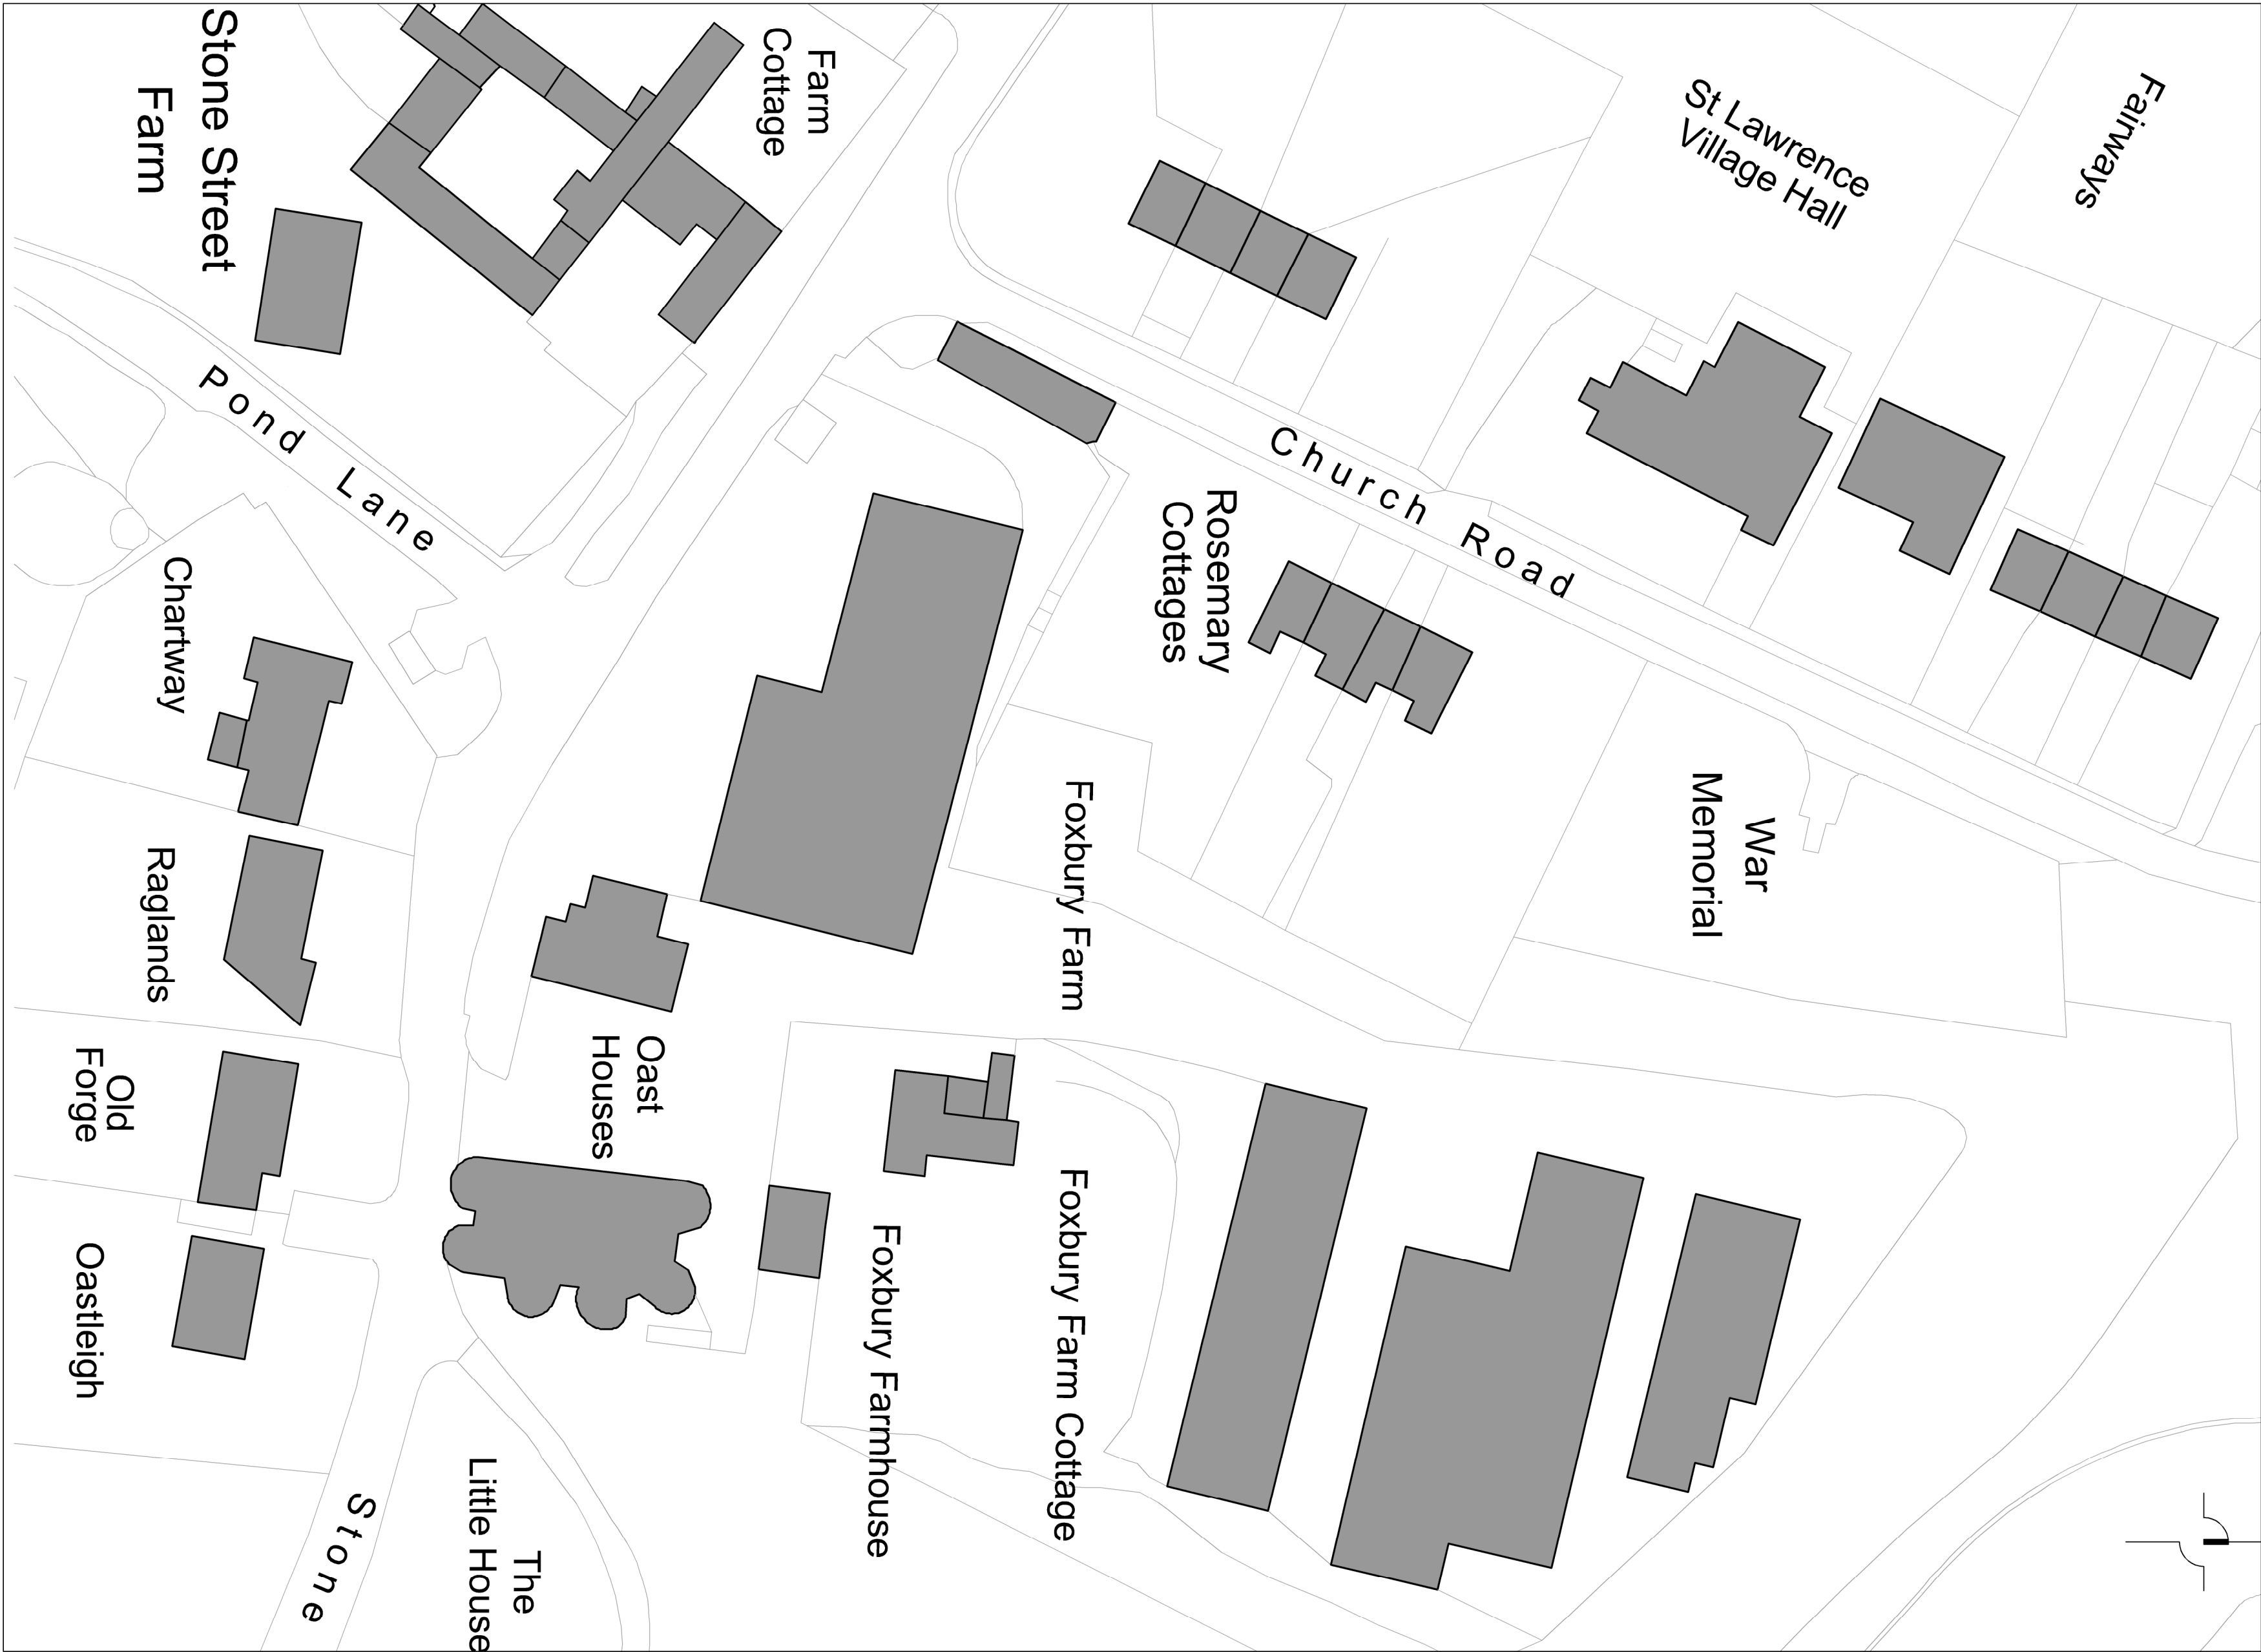 Fairways
St Lawrence
Village Hall
Farm
Cottage
Stone Street
Farm
Church Road
Rosemary
Cottages
Pond Lane
War
Memorial
Foxbury Farm
Chartway
Raglands
Oast
Houses
Old
Forge
Foxbury Farm Cottage
Foxbury Farmhouse
Oastleigh
The
Little House
Stone